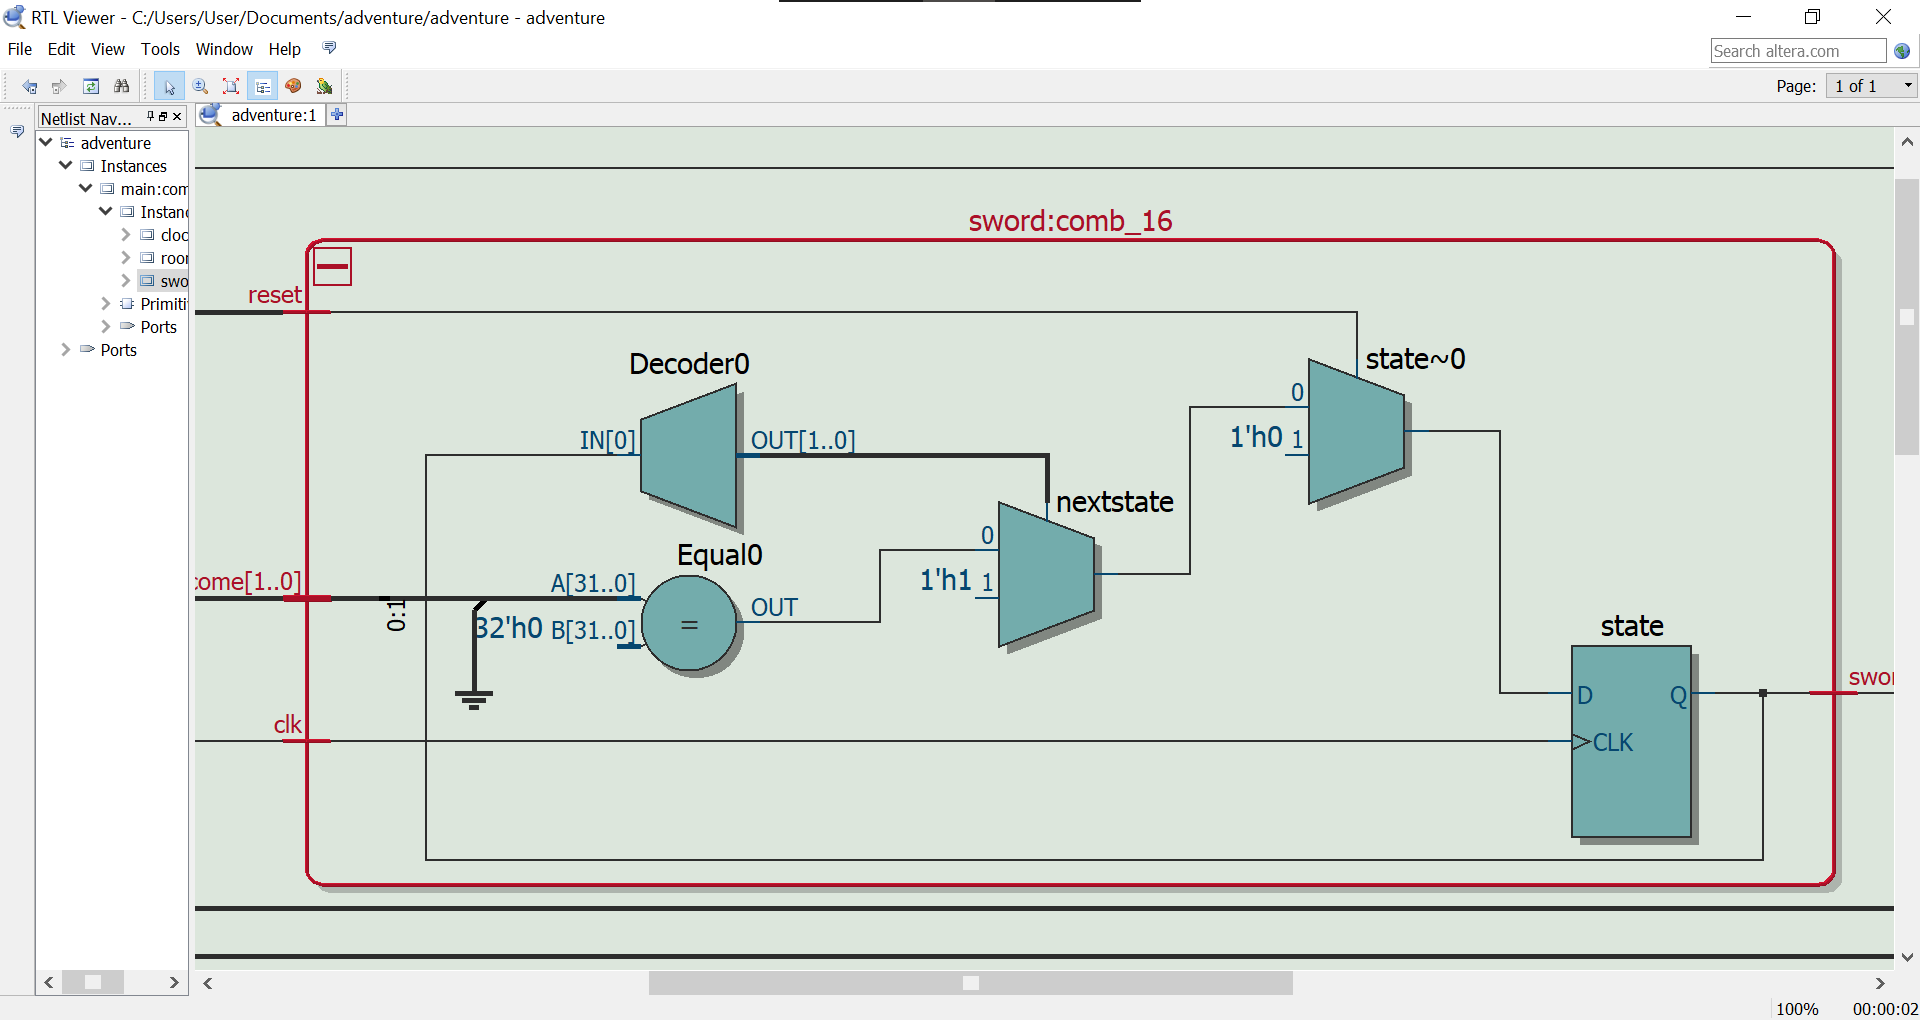 RTL Viewer - C:/Users/User/Documents/adventure/adventure - adventure
File Edit View Tools Window Help
Search altera.com
Page: 1 of 1
Netlist Nav...
adventure:1
adventure
Instances
main:com
Instanc
cloc
roor
swo
Primiti
Ports
Ports
sword:comb_16
reset
Decoder0
state~0
0
IN[0]
OUT[1..0]
1'h0 1
nextstate
0
Equal0
come[1..0]
A[31..0]
1'h1 1
OUT
0:1
32'h0 B[31..0]
=
state
swor
D
Q
clk
CLK
100%
00:00:02